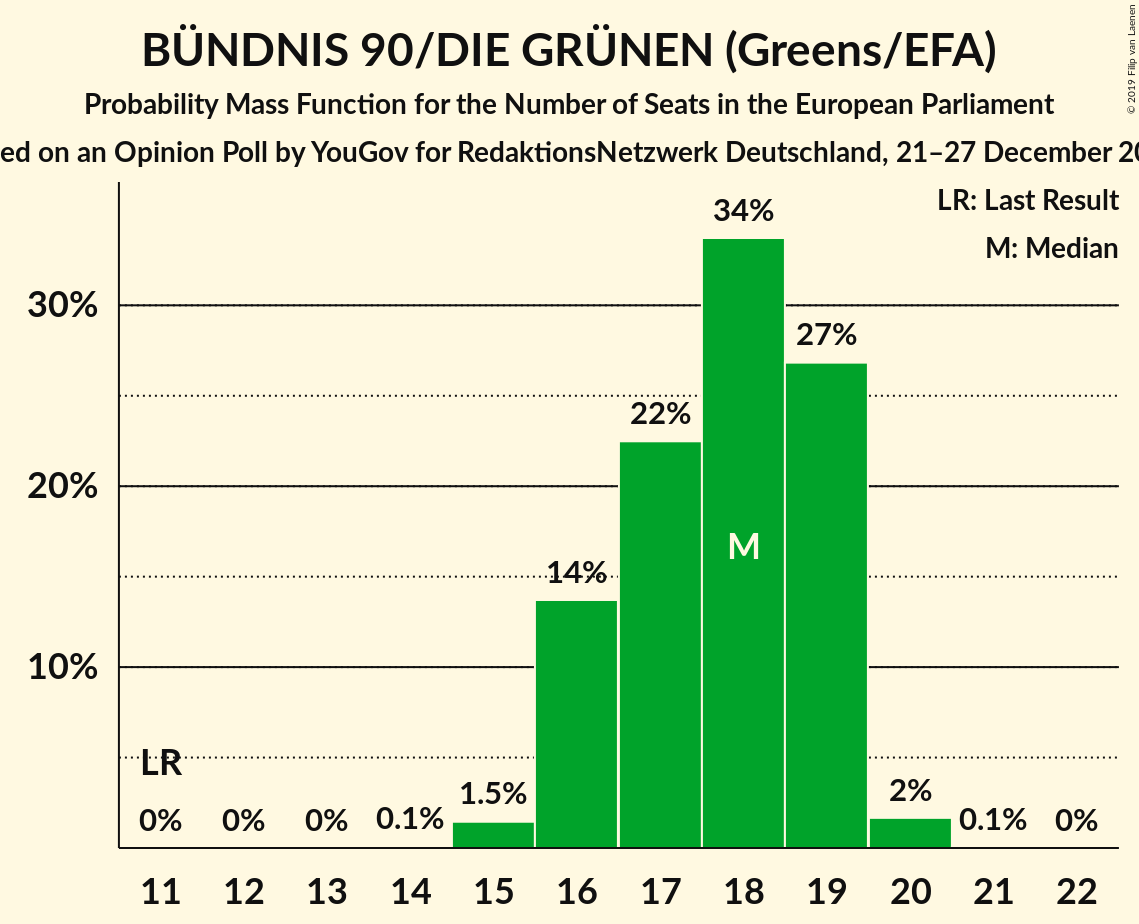 BÜNDNIS 90/DIE GRÜNEN (Greens/EFA)
Probability Mass Function for the Number of Seats in the European Parliament
ed on an Opinion Poll by YouGov for RedaktionsNetzwerk Deutschland, 21–27 December 20
© 2019 Filip van Laenen
LR: Last Result
M: Median
34%
30%
27%
22%
20%
M
14%
10%
LR
1.5%
2%
0% 0% 0% 0.1% 0.1% 0%
11 12 13 14 15 16 17 18 19 20 21 22